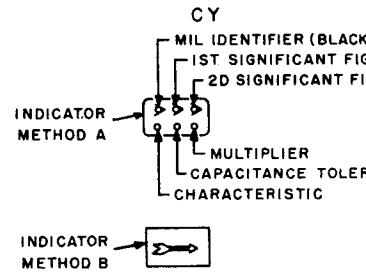 CY
MIL IDENTIFIER (BLACK
1ST SIGNIFICANT FIG
2D SIGNIFICANT FI
INDICATOR
METHOD A
MULTIPLIER
CAPACITANCE TOLER
CHARACTERISTIC
INDICATOR
METHOD B